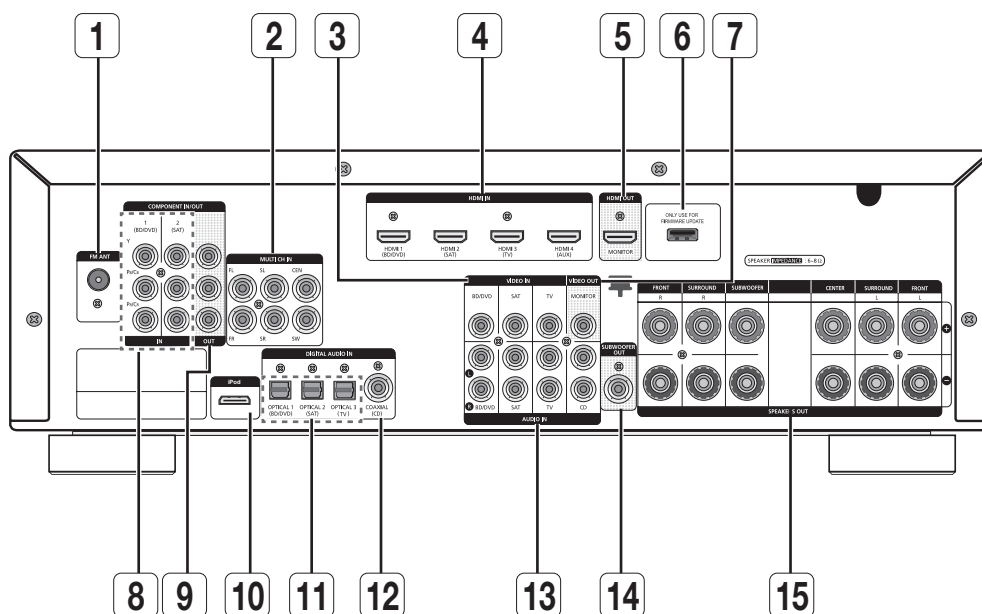 1 2 3 4 5 6 7
COMPONENT IN/OUT
1
(BD/DVD)
2
(SAT)
Y
PB/CB
PR/CR
IN
OUT
FM ANT
MULTI CH IN
FL SL CEN
FR SR SW
HDMI IN
HDMI 1
(BD/DVD)
HDMI 2
(SAT)
HDMI 3
(TV)
HDMI 4
(AUX)
HDMI OUT
MONITOR
ONLY USE FOR
FIRMWARE UPDATE
SPEAKER IMPEDANCE : 6-8Ω
VIDEO IN
VIDEO OUT
BD/DVD SAT TV MONITOR
L
R
BD/DVD SAT TV CD
AUDIO IN
SUBWOOFER
OUT
FRONT
R
SURROUND
R
SUBWOOFER
CENTER
SURROUND
L
FRONT
L
+
−
SPEAKERS OUT
iPod
DIGITAL AUDIO IN
OPTICAL 1
(BD/DVD)
OPTICAL 2
(SAT)
OPTICAL 3
(TV)
COAXIAL
(CD)
8 9 10 11 12 13 14 15